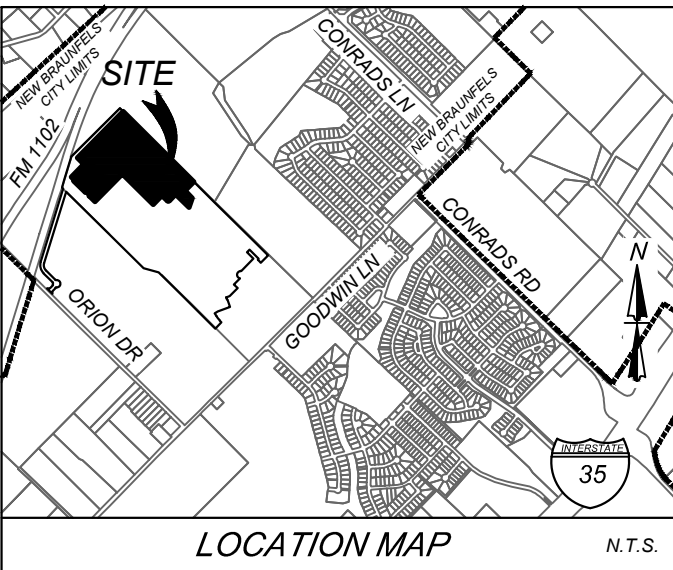 NEW BRAUNFELS
CITY LIMITS
SITE
FM 1102
CONRADS LN
NEW BRAUNFELS
CITY LIMITS
CONRADS RD
N
GOODWIN LN
ORION DR
INTERSTATE
35
LOCATION MAP
N.T.S.